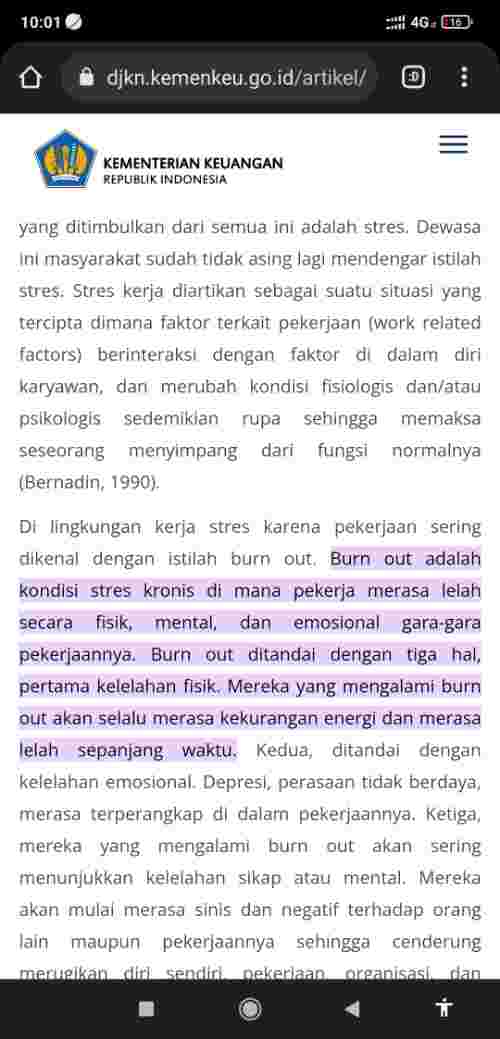 10:01
4G
16
djkn.kemenkeu.go.id/artikel/
:D
KEMENTERIAN KEUANGAN
REPUBLIK INDONESIA
yang ditimbulkan dari semua ini adalah stres. Dewasa
ini masyarakat sudah tidak asing lagi mendengar istilah
stres. Stres kerja diartikan sebagai suatu situasi yang
tercipta dimana faktor terkait pekerjaan (work related
factors) berinteraksi dengan faktor di dalam diri
karyawan, dan merubah kondisi fisiologis dan/atau
psikologis sedemikian rupa sehingga memaksa
seseorang menyimpang dari fungsi normalnya
(Bernadin, 1990).
Di lingkungan kerja stres karena pekerjaan sering
dikenal dengan istilah burn out. Burn out adalah
kondisi stres kronis di mana pekerja merasa lelah
secara fisik, mental, dan emosional gara-gara
pekerjaannya. Burn out ditandai dengan tiga hal,
pertama kelelahan fisik. Mereka yang mengalami burn
out akan selalu merasa kekurangan energi dan merasa
lelah sepanjang waktu. Kedua, ditandai dengan
kelelahan emosional. Depresi, perasaan tidak berdaya,
merasa terperangkap di dalam pekerjaannya. Ketiga,
mereka yang mengalami burn out akan sering
menunjukkan kelelahan sikap atau mental. Mereka
akan mulai merasa sinis dan negatif terhadap orang
lain maupun pekerjaannya sehingga cenderung
merugikan diri sendiri, pekerjaan, organisasi, dan